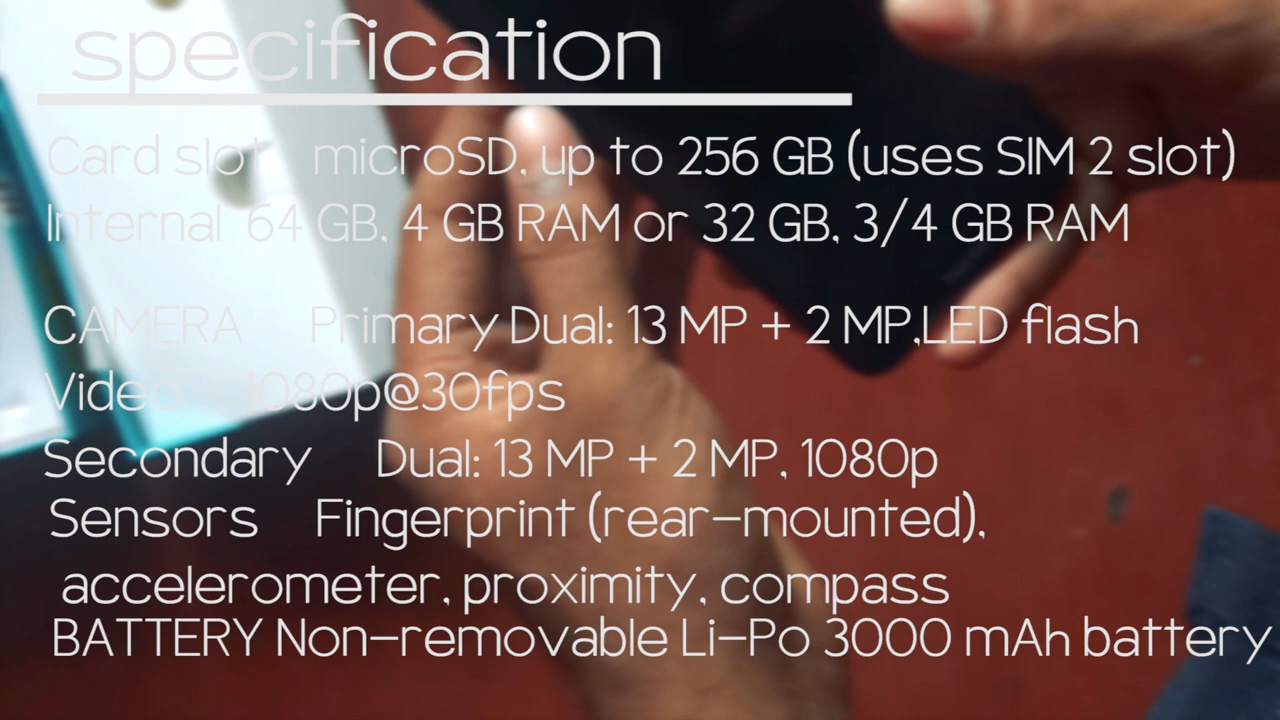 specification
Card slot microSD, up to 256 GB (uses SIM 2 slot)
Internal 64 GB, 4 GB RAM or 32 GB, 3/4 GB RAM
CAMERA Primary Dual: 13 MP + 2 MP,LED flash
Video 1080p@30fps
Secondary Dual: 13 MP + 2 MP, 1080p
Sensors Fingerprint (rear-mounted),
accelerometer, proximity, compass
BATTERY Non-removable Li-Po 3000 mAh battery